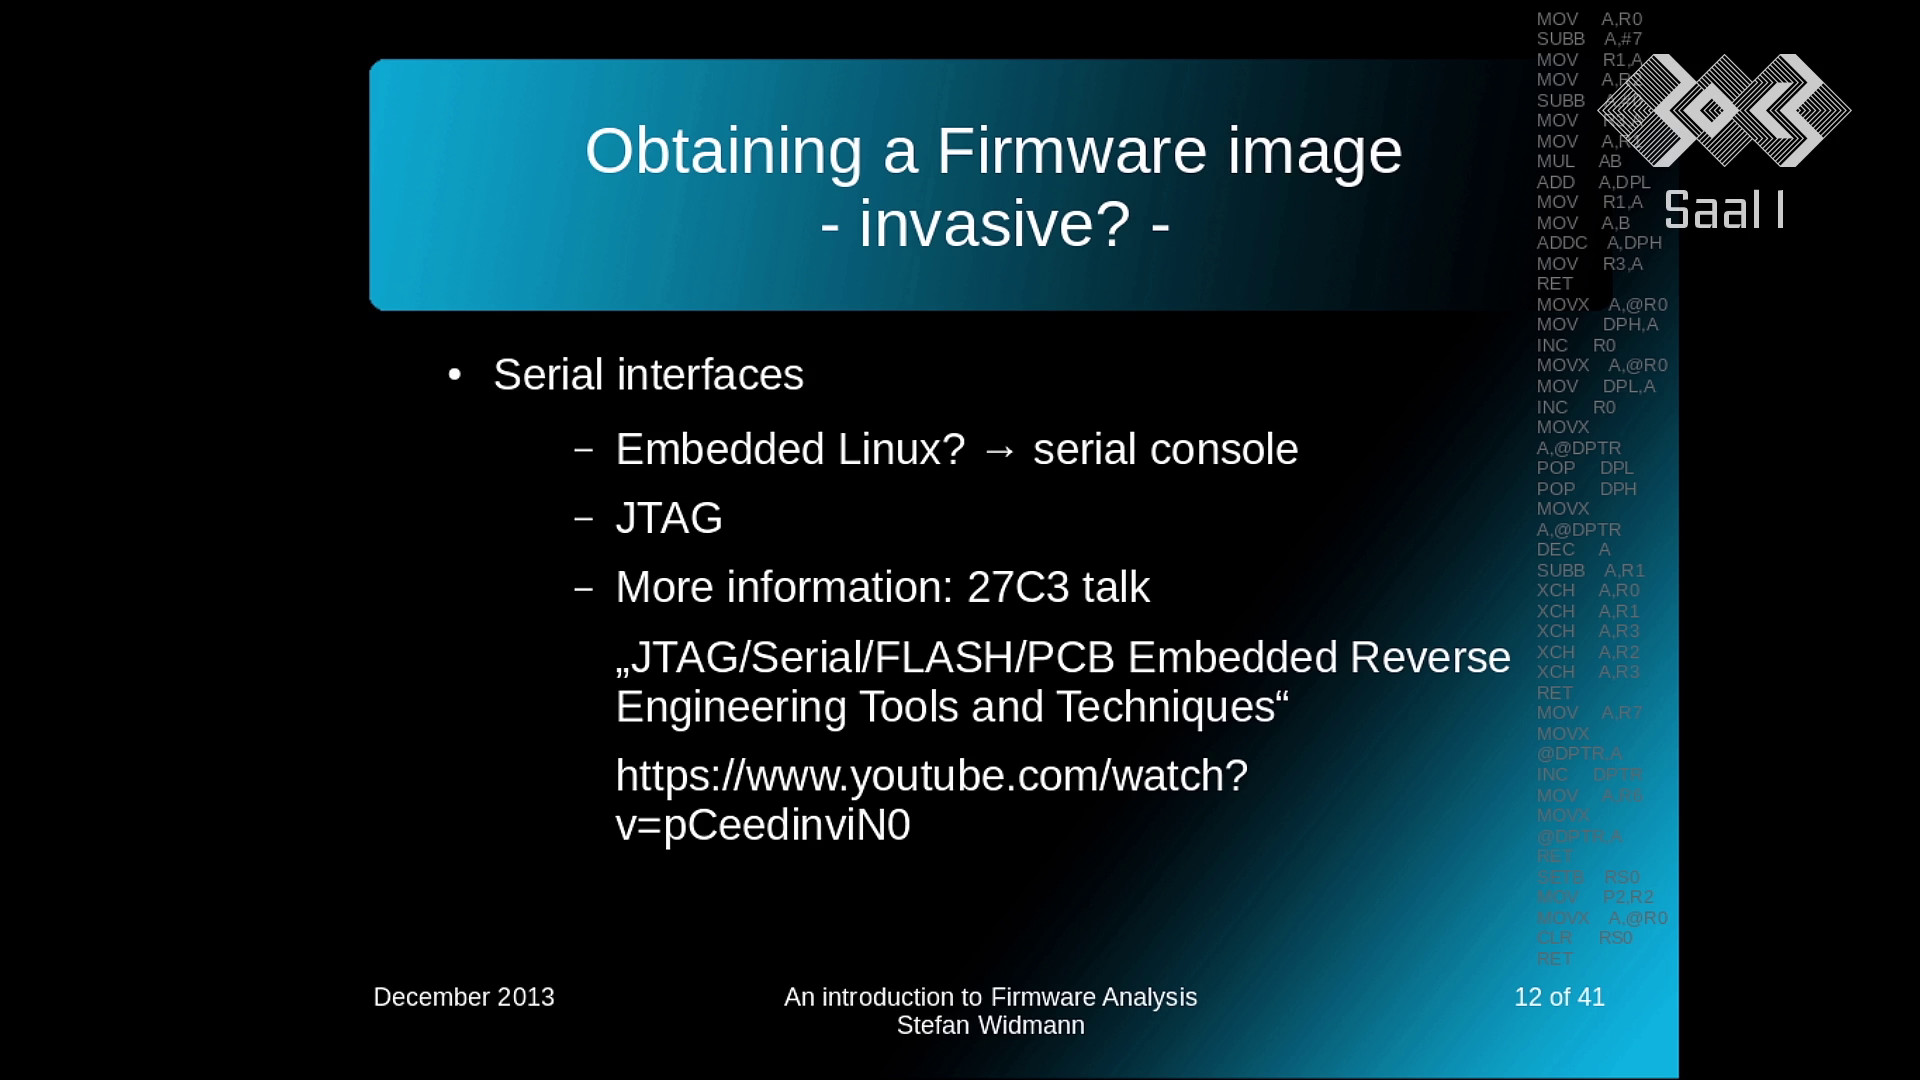 Obtaining a Firmware image
- invasive? -
• Serial interfaces
– Embedded Linux? → serial console
– JTAG
– More information: 27C3 talk
„JTAG/Serial/FLASH/PCB Embedded Reverse
Engineering Tools and Techniques“
https://www.youtube.com/watch?
v=pCeedinviN0
MOV A,R0
SUBB A,#7
MOV R1,A
MOV
SUBB
MOV
MOV
MUL AB
ADD A,DPL
MOV R1,A
MOV A,B
ADDC A,DPH
MOV R3,A
RET
MOVX A,@R0
MOV DPH,A
INC R0
MOVX A,@R0
MOV DPL,A
INC R0
MOVX
A,@DPTR
POP DPL
POP DPH
MOVX
A,@DPTR
DEC A
SUBB A,R1
XCH A,R0
XCH A,R1
XCH A,R3
XCH A,R2
XCH A,R3
RET
MOV A,R7
MOVX
@DPTR,A
INC DPTR
MOV A,R6
MOVX
@DPTR,A
RET
SETB RS0
MOV P2,R2
MOVX A,@R0
CLR RS0
RET
Saal 1
December 2013
An introduction to Firmware Analysis
Stefan Widmann
12 of 41